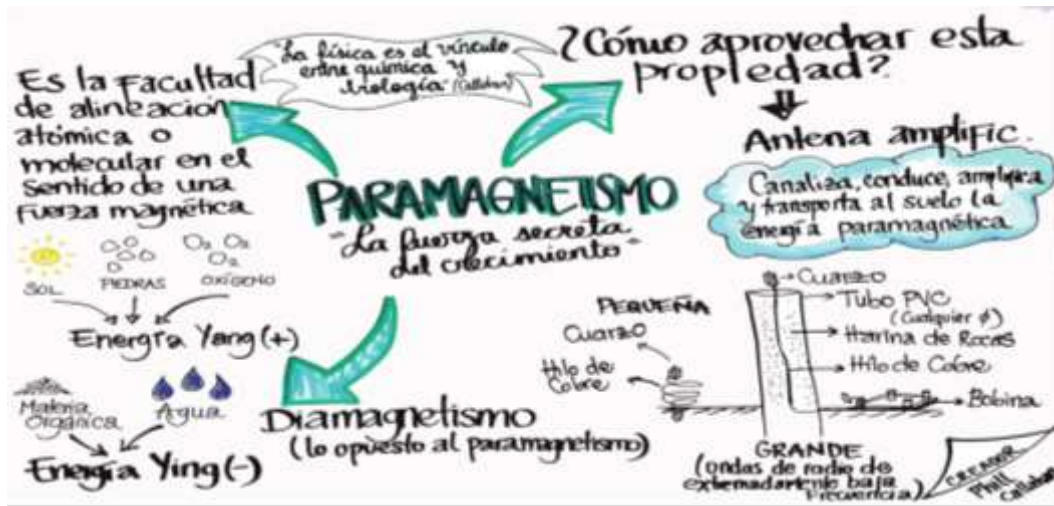 "La física es el vínculo
entre química y
biología" (Callahan)
Es la Facultad
de alineación
atómica o
molecular en el
sentido de una
fuerza magnética
SOL
PIEDRAS
O₂ O₂
O₂
OXÍGENO
Energía Yang (+)
Materia
Orgánica
Agua
Energía Ying (-)
PARAMAGNETISMO
"La fuerza secreta
del crecimiento"
Diamagnetismo
(lo opuesto al paramagnetismo)
¿Cómo aprovechar esta
propiedad?
Antena amplific.
Canaliza, conduce, amplifica
y transporta al suelo la
energía paramagnética
PEQUEÑA
Cuarzo
Hilo de
Cobre
Cuarzo
Tubo PVC
(Cualquier ϕ)
Harina de Rocas
Hilo de Cobre
Bobina
GRANDE
(ondas de radio de
extremadamente baja
frecuencia)
CREADOR
Phill
Callahan